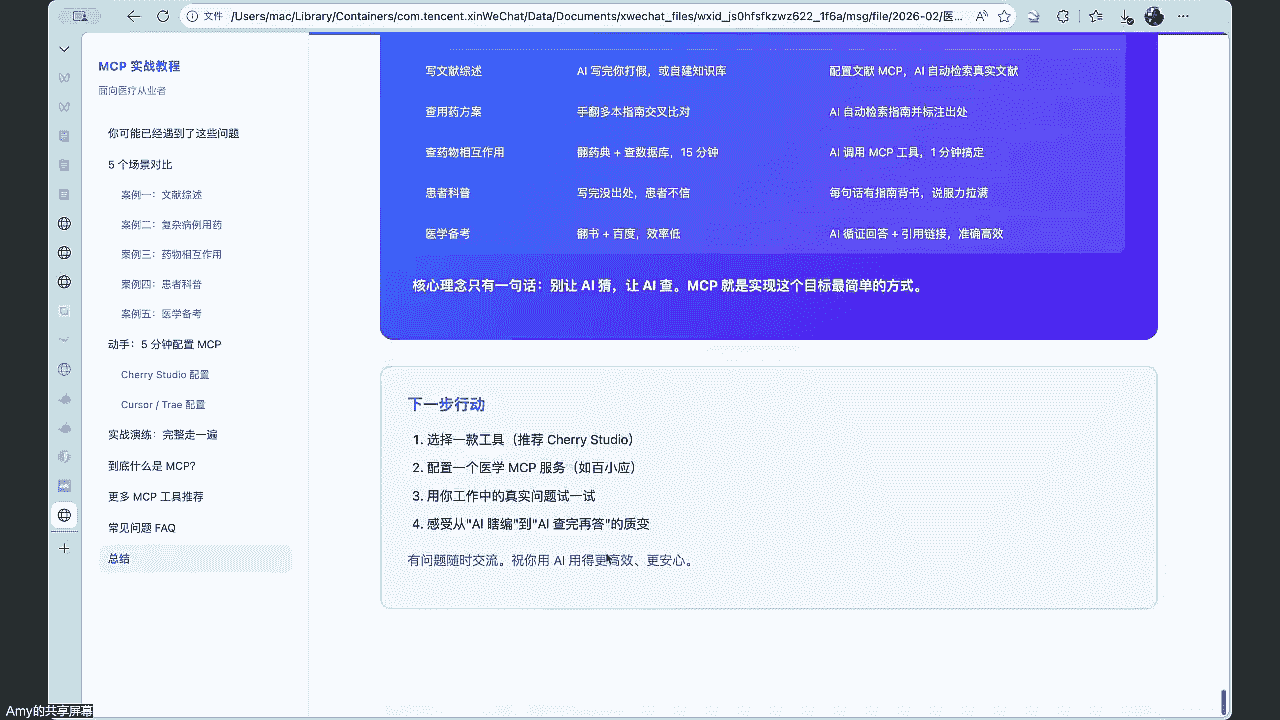 文件 /Users/mac/Library/Containers/com.tencent.xinWeChat/Data/Documents/xwechat_files/wxid_js0hfsfkzwz622_1f6a/msg/file/2026-02/医...
MCP 实战教程
面向医疗从业者
你可能已经遇到了这些问题
5 个场景对比
案例一：文献综述
案例二：复杂病例用药
案例三：药物相互作用
案例四：患者科普
案例五：医学备考
动手：5 分钟配置 MCP
Cherry Studio 配置
Cursor / Trae 配置
实战演练：完整走一遍
到底什么是 MCP?
更多 MCP 工具推荐
常见问题 FAQ
总结
写文献综述 AI 写完你打假，或自建知识库 配置文献 MCP，AI 自动检索真实文献
查用药方案 手翻多本指南交叉比对 AI 自动检索指南并标注出处
查药物相互作用 翻药典 + 查数据库，15 分钟 AI 调用 MCP 工具，1 分钟搞定
患者科普 写完没出处，患者不信 每句话有指南背书，说服力拉满
医学备考 翻书 + 百度，效率低 AI 循证回答 + 引用链接，准确高效
核心理念只有一句话：别让 AI 猜，让 AI 查。MCP 就是实现这个目标最简单的方式。
下一步行动
1. 选择一款工具（推荐 Cherry Studio）
2. 配置一个医学 MCP 服务（如百小应）
3. 用你工作中的真实问题试一试
4. 感受从"AI 瞎编"到"AI 查完再答"的质变
有问题随时交流。祝你用 AI 用得更高效、更安心。
Amy的共享屏幕